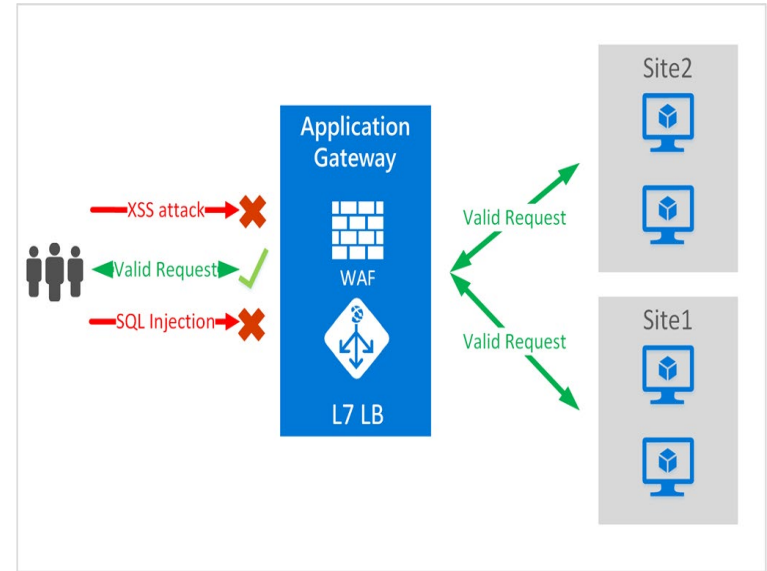 Site2
Application
Gateway
XSS attack
Valid Request
Valid Request
WAF
SQL Injection
Site1
Valid Request
L7 LB